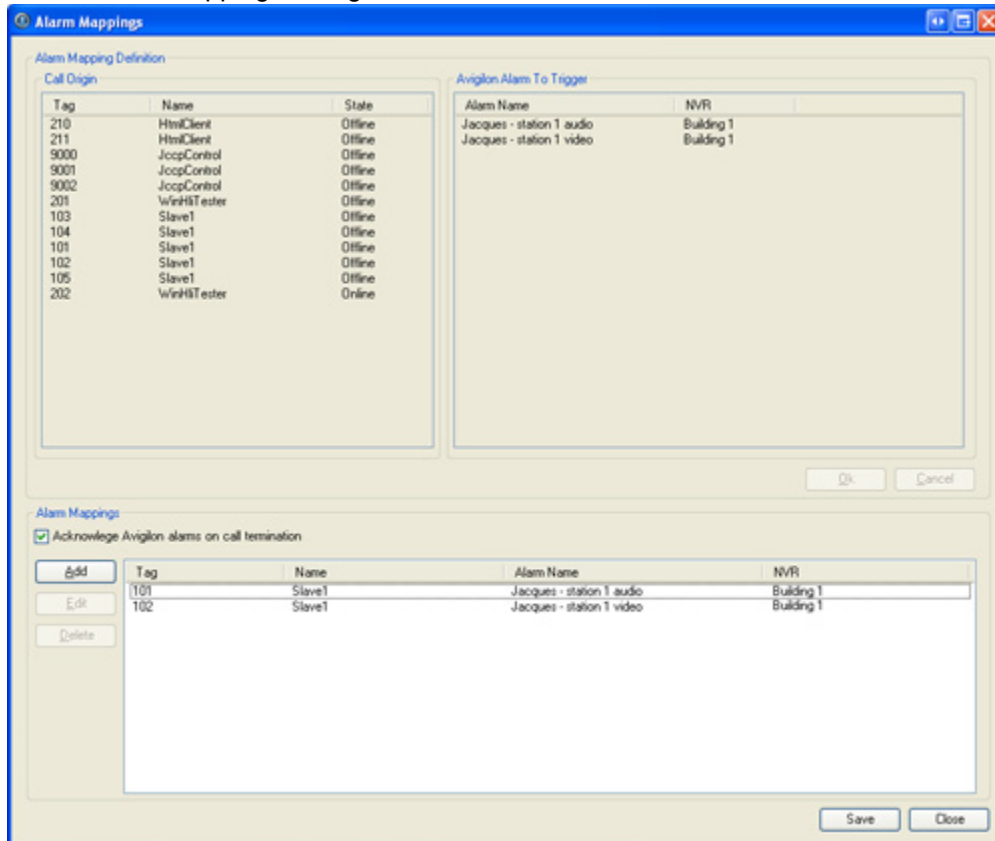 Alarm Mappings
Alarm Mapping Definition
Call Origin
Tag Name State
210 HtmlClient Offline
211 HtmlClient Offline
9000 JccpControl Offline
9001 JccpControl Offline
9002 JccpControl Offline
201 WinHliTester Offline
103 Slave1 Offline
104 Slave1 Offline
101 Slave1 Offline
102 Slave1 Offline
105 Slave1 Offline
202 WinHliTester Online
Avigilon Alarm To Trigger
Alarm Name NVR
Jacques - station 1 audio Building 1
Jacques - station 1 video Building 1
Ok Cancel
Alarm Mappings
Acknowlege Avigilon alarms on call termination
Add
Edit
Delete
Tag Name Alarm Name NVR
101 Slave1 Jacques - station 1 audio Building 1
102 Slave1 Jacques - station 1 video Building 1
Save Close